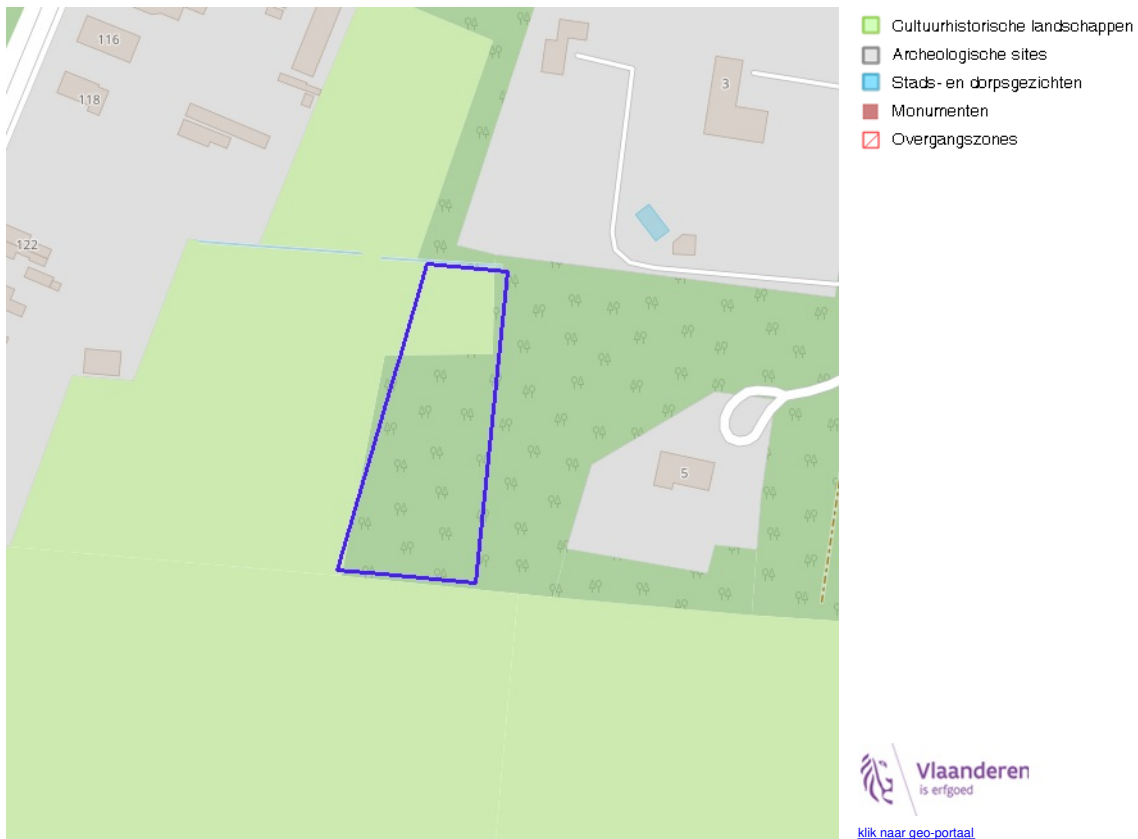 116
118
122
3
5
Cultuurhistorische landschappen
Archeologische sites
Stads- en dorpsgezichten
Monumenten
Overgangszones
Vlaanderen
is erfgoed
klik naar geo-portaal